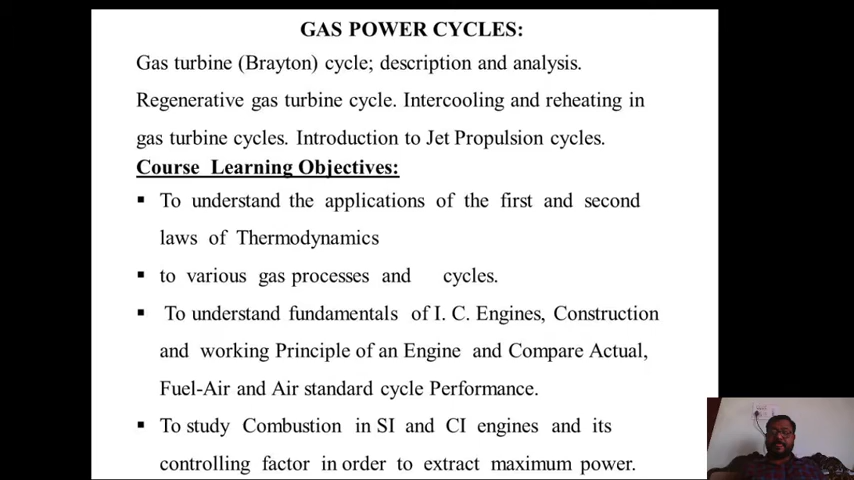 GAS POWER CYCLES:
Gas turbine (Brayton) cycle; description and analysis.
Regenerative gas turbine cycle. Intercooling and reheating in
gas turbine cycles. Introduction to Jet Propulsion cycles.
Course Learning Objectives:
▪ To understand the applications of the first and second
laws of Thermodynamics
▪ to various gas processes and cycles.
▪ To understand fundamentals of I. C. Engines, Construction
and working Principle of an Engine and Compare Actual,
Fuel-Air and Air standard cycle Performance.
▪ To study Combustion in SI and CI engines and its
controlling factor in order to extract maximum power.